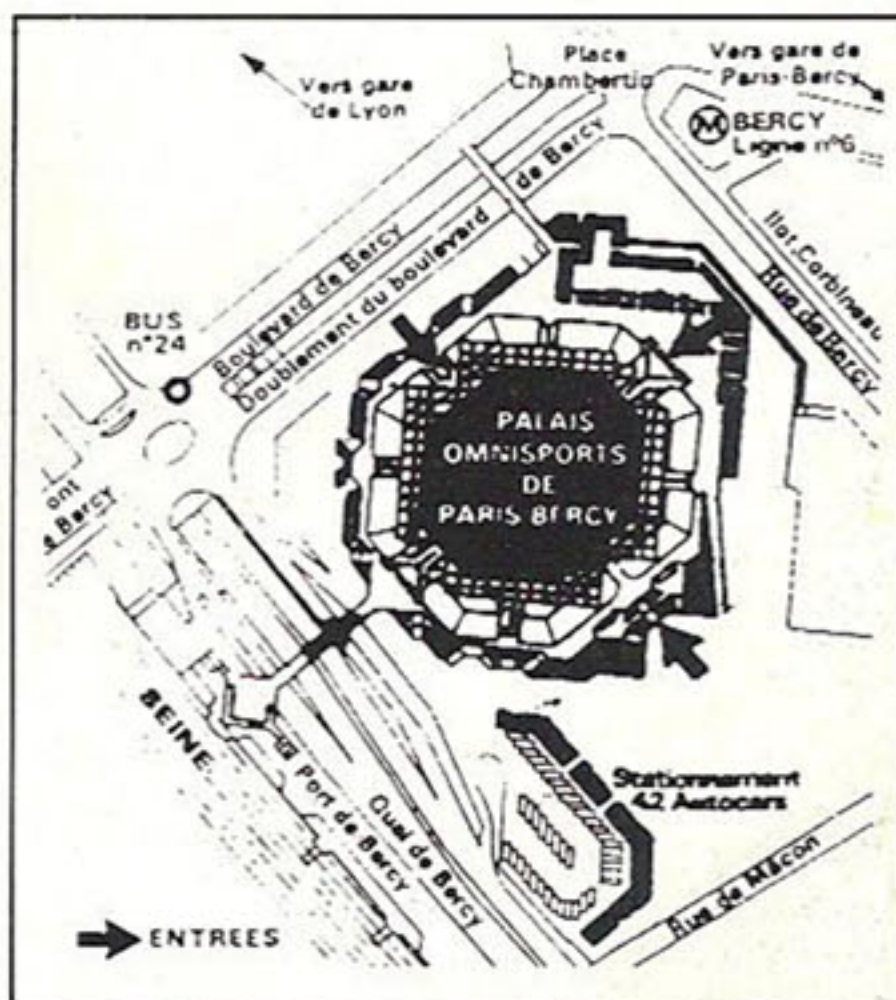 Vers gare
de Lyon
Place
Chambertin
Vers gare de
Paris-Bercy
M BERCY
Ligne n°6
Ilot Corbineau
Rue de Bercy
Boulevard de Bercy
Doublement du boulevard de Bercy
BUS
n°24
PALAIS
OMNISPORTS
DE
PARIS BERCY
ont
e Bercy
SEINE
Port de Bercy
Quai de Bercy
Stationnement
42 Autocars
Rue de Mâcon
ENTREES